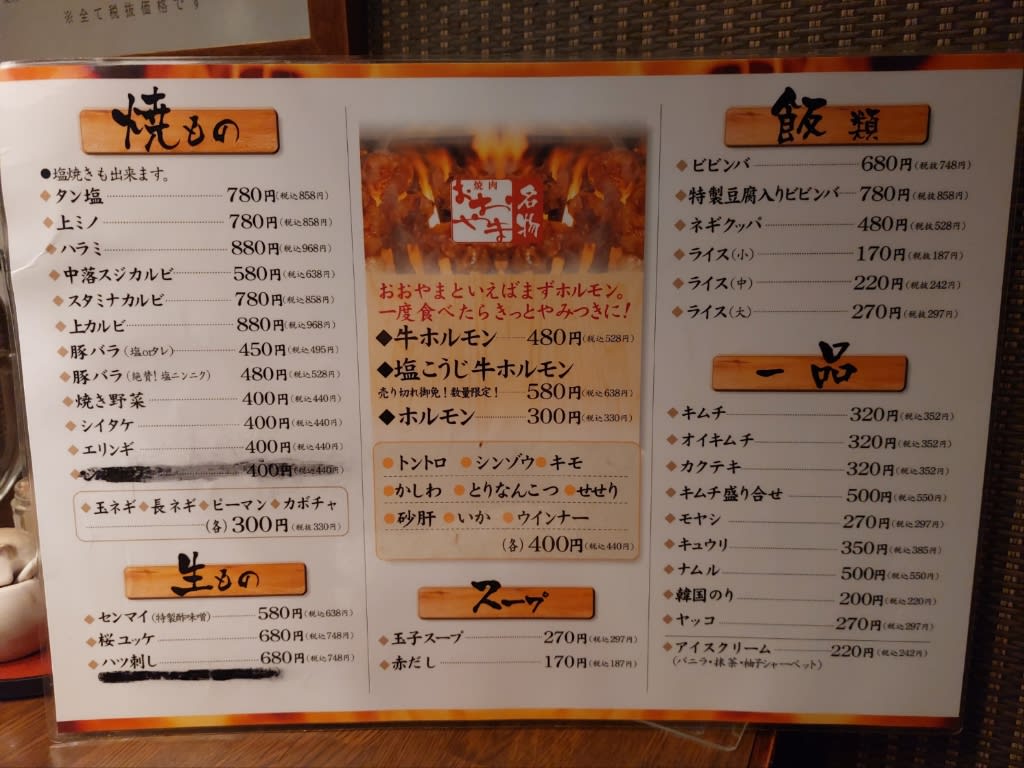 ※全て税抜価格です
焼もの
●塩焼きも出来ます。
◆タン塩 780円(税込858円)
◆上ミノ 780円(税込858円)
◆ハラミ 880円(税込968円)
◆中落スジカルビ 580円(税込638円)
◆スタミナカルビ 780円(税込858円)
◆上カルビ 880円(税込968円)
◆豚バラ(塩orタレ) 450円(税込495円)
◆豚バラ(絶賛!塩ニンニク) 480円(税込528円)
◆焼き野菜 400円(税込440円)
◆シイタケ 400円(税込440円)
◆エリンギ 400円(税込440円)
400円(税込440円)
◆玉ネギ◆長ネギ◆ピーマン◆カボチャ
(各)300円(税抜330円)
生もの
◆センマイ(特製酢味噌) 580円(税込638円)
◆桜ユッケ 680円(税込748円)
◆ハツ刺し 680円(税込748円)
焼肉
おおやま
名物
おおやまといえばまずホルモン。
一度食べたらきっとやみつきに!
◆牛ホルモン 480円(税込528円)
◆塩こうじ牛ホルモン
売り切れ御免!数量限定! 580円(税込638円)
◆ホルモン 300円(税込330円)
●トントロ ●シンゾウ●キモ
●かしわ ●とりなんこつ ●せせり
●砂肝 ●いか ●ウインナー
(各)400円(税込440円)
スープ
◆玉子スープ 270円(税込297円)
◆赤だし 170円(税込187円)
飯類
◆ビビンバ 680円(税抜748円)
◆特製豆腐入りビビンバ 780円(税抜858円)
◆ネギクッパ 480円(税抜528円)
◆ライス(小) 170円(税抜187円)
◆ライス(中) 220円(税抜242円)
◆ライス(大) 270円(税抜297円)
一品
◆キムチ 320円(税込352円)
◆オイキムチ 320円(税込352円)
◆カクテキ 320円(税込352円)
◆キムチ盛り合せ 500円(税込550円)
◆モヤシ 270円(税込297円)
◆キュウリ 350円(税込385円)
◆ナムル 500円(税込550円)
◆韓国のり 200円(税込220円)
◆ヤッコ 270円(税込297円)
◆アイスクリーム 220円(税込242円)
(バニラ・抹茶・柚子シャーベット)